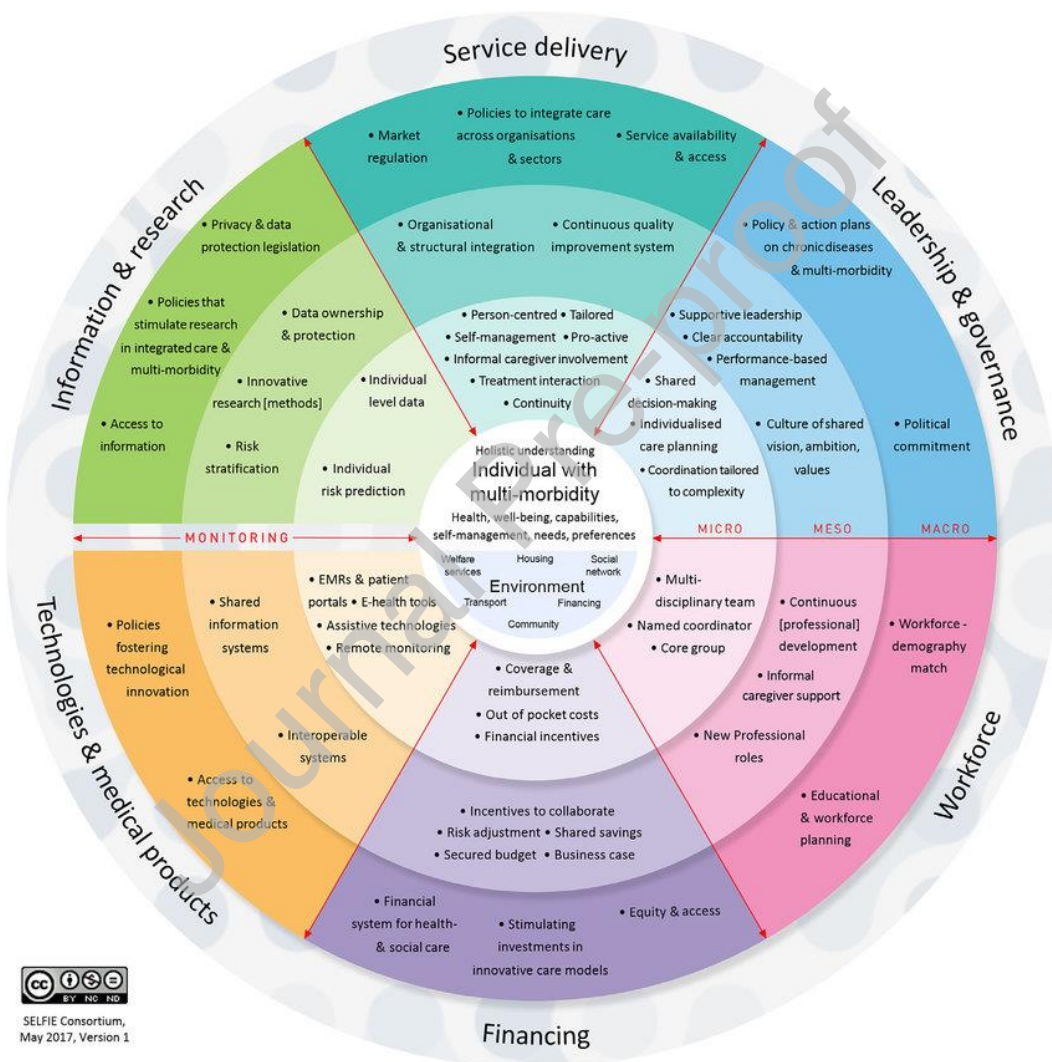 Service delivery
• Market
regulation
• Policies to integrate care
across organisations
& sectors
• Service availability
& access
• Organisational
& structural integration
• Continuous quality
improvement system
• Person-centred • Tailored
• Self-management • Pro-active
• Informal caregiver involvement
• Treatment interaction
• Continuity
Leadership & governance
• Policy & action plans
on chronic diseases
& multi-morbidity
• Supportive leadership
• Clear accountability
• Performance-based
management
• Shared
decision-making
• Individualised
care planning
• Coordination tailored
to complexity
• Culture of shared
vision, ambition,
values
• Political
commitment
MICRO
MESO
MACRO
Information & research
• Privacy & data
protection legislation
• Policies that
stimulate research
in integrated care &
multi-morbidity
• Access to
information
• Data ownership
& protection
• Innovative
research [methods]
• Risk
stratification
• Individual
level data
• Individual
risk prediction
MONITORING
Holistic understanding
Individual with
multi-morbidity
Health, well-being, capabilities,
self-management, needs, preferences
Welfare
services
Housing
Social
network
Environment
Transport
Financing
Community
Technologies & medical products
• Policies
fostering
technological
innovation
• Shared
information
systems
• EMRs & patient
portals • E-health tools
• Assistive technologies
• Remote monitoring
• Interoperable
systems
• Access to
technologies &
medical products
Workforce
• Multi-
disciplinary team
• Named coordinator
• Core group
• Continuous
[professional]
development
• Informal
caregiver support
• New Professional
roles
• Workforce -
demography
match
• Educational
& workforce
planning
• Coverage &
reimbursement
• Out of pocket costs
• Financial incentives
• Incentives to collaborate
• Risk adjustment • Shared savings
• Secured budget • Business case
• Financial
system for health-
& social care
• Stimulating
investments in
innovative care models
• Equity & access
Financing
Journal Pre-proof
cc
BY NC ND
SELFIE Consortium,
May 2017, Version 1